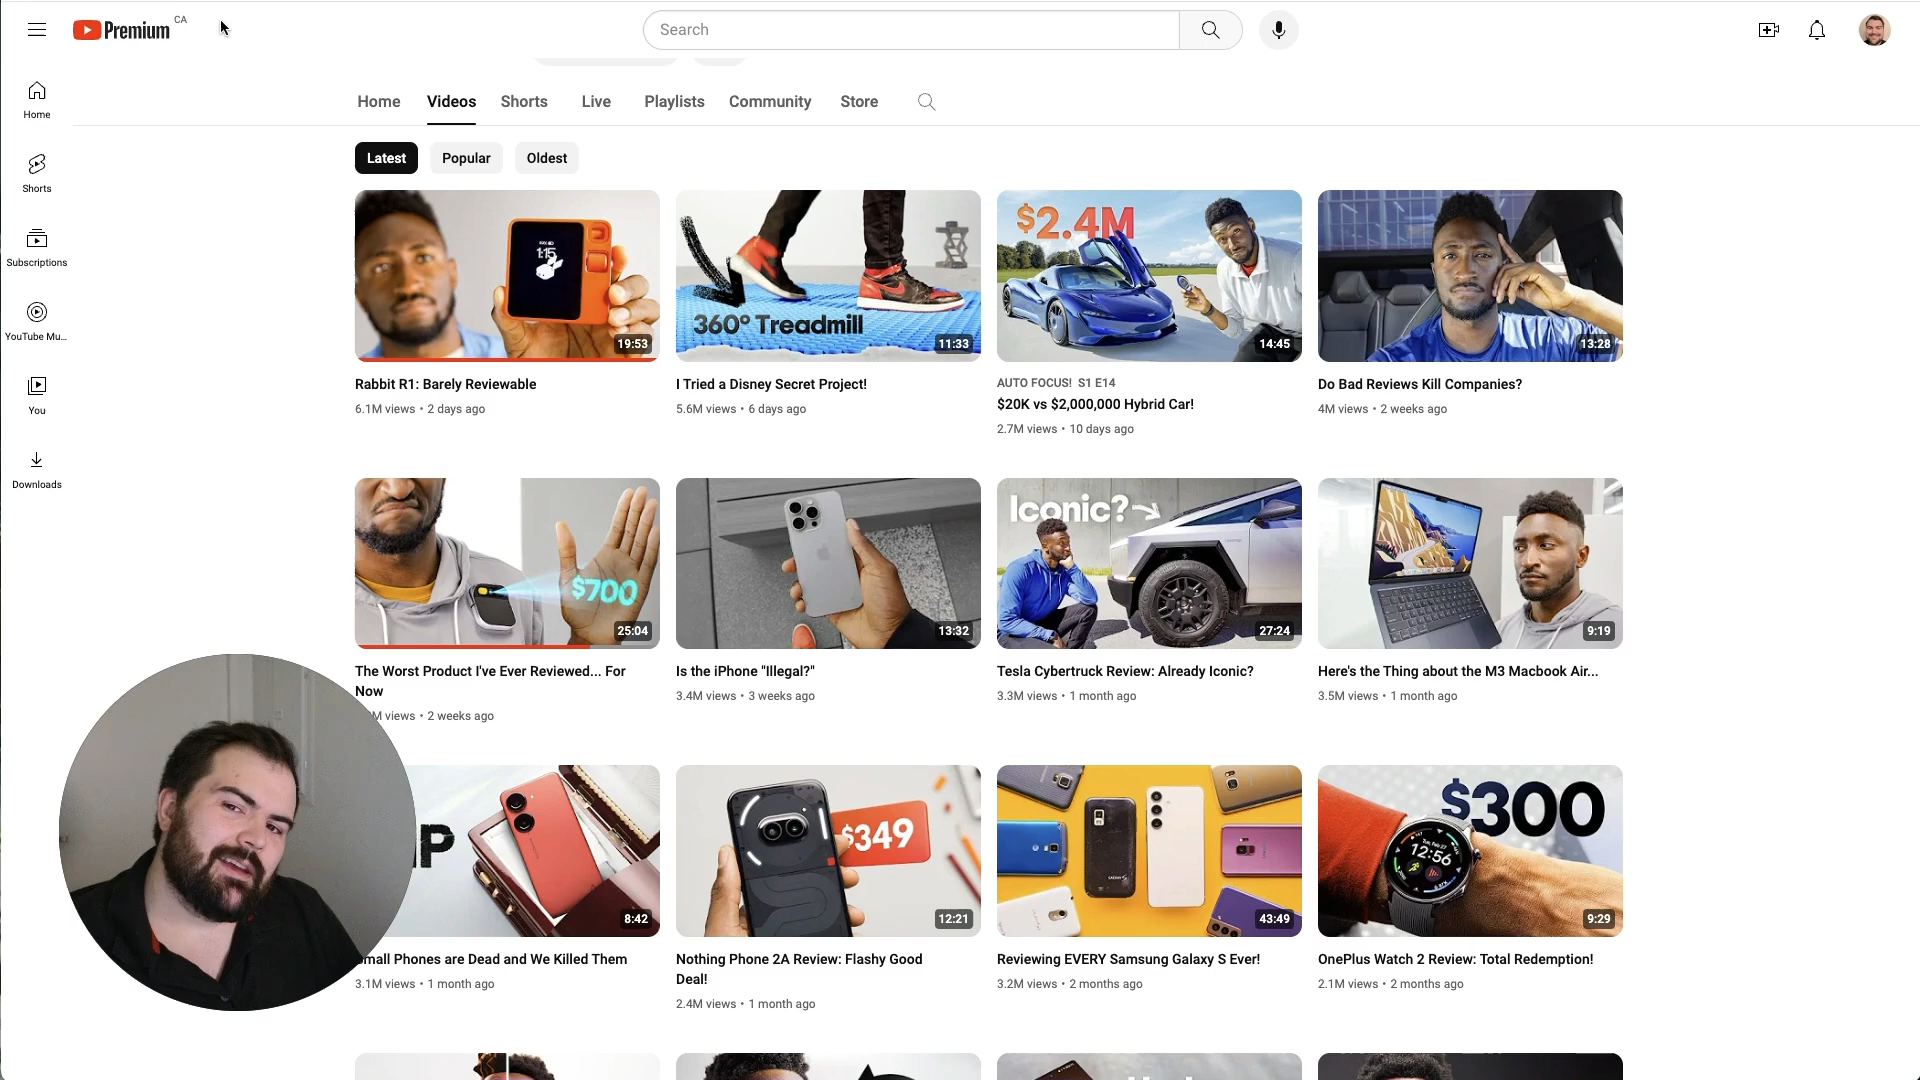 Premium CA
Search
Home
Shorts
Subscriptions
YouTube Mu...
You
Downloads
Home Videos Shorts Live Playlists Community Store
Latest Popular Oldest
1:15
19:53
360° Treadmill
11:33
$2.4M
14:45
13:28
Rabbit R1: Barely Reviewable
6.1M views • 2 days ago
I Tried a Disney Secret Project!
5.6M views • 6 days ago
AUTO FOCUS! S1 E14
$20K vs $2,000,000 Hybrid Car!
2.7M views • 10 days ago
Do Bad Reviews Kill Companies?
4M views • 2 weeks ago
$700
25:04
13:32
Iconic?
27:24
9:19
The Worst Product I've Ever Reviewed... For
Now
M views • 2 weeks ago
Is the iPhone "Illegal?"
3.4M views • 3 weeks ago
Tesla Cybertruck Review: Already Iconic?
3.3M views • 1 month ago
Here's the Thing about the M3 Macbook Air...
3.5M views • 1 month ago
IP
8:42
$349
12:21
SAMSUNG
43:49
$300
Tue, Feb 27
12:56
9:29
mall Phones are Dead and We Killed Them
3.1M views • 1 month ago
Nothing Phone 2A Review: Flashy Good
Deal!
2.4M views • 1 month ago
Reviewing EVERY Samsung Galaxy S Ever!
3.2M views • 2 months ago
OnePlus Watch 2 Review: Total Redemption!
2.1M views • 2 months ago